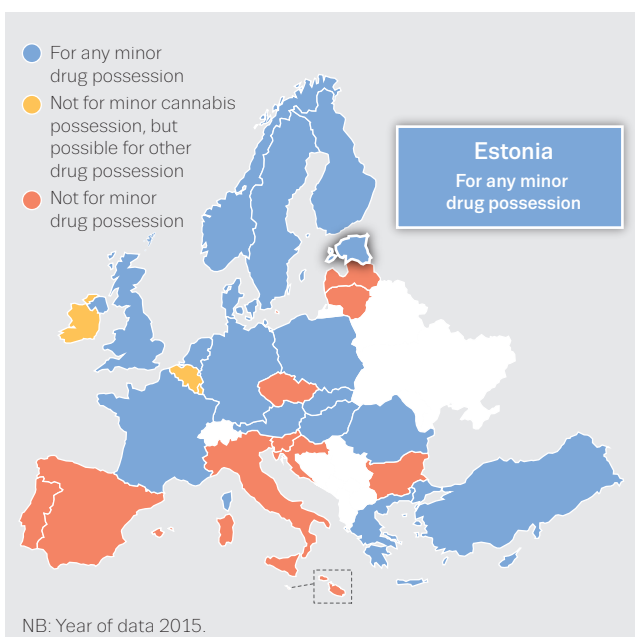 For any minor
drug possession
Not for minor cannabis
possession, but
possible for other
drug possession
Not for minor
drug possession
Estonia
For any minor
drug possession
NB: Year of data 2015.